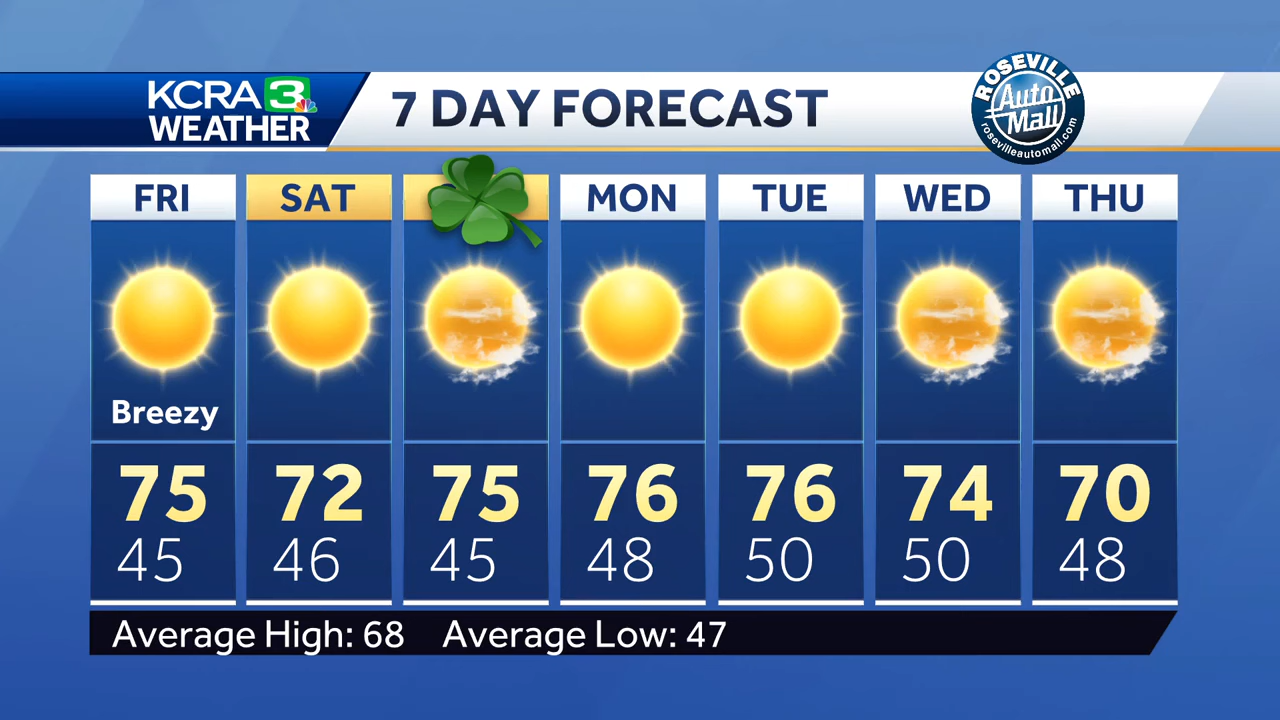 KCRA 3
WEATHER
7 DAY FORECAST
ROSEVILLE
Auto
Mall
rosevilleautomall.com
FRI SAT MON TUE WED THU
Breezy
75 72 75 76 76 74 70
45 46 45 48 50 50 48
Average High: 68 Average Low: 47